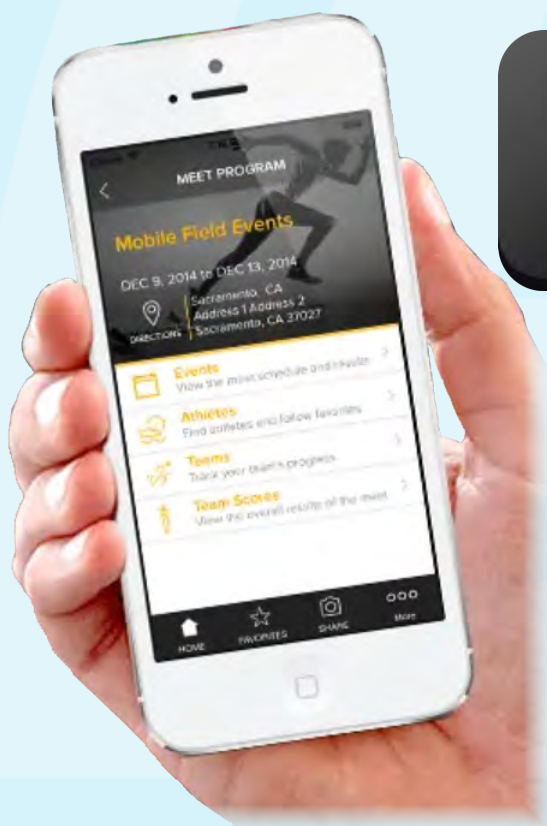 MEET PROGRAM
Mobile Field Events
DEC 9, 2014 to DEC 13, 2014
Sacramento, CA
Address 1 Address 2
Sacramento, CA 37027
DIRECTIONS
Events
View the meet schedule and results
Athletes
Find athletes and follow favorites
Teams
Track your team's progress
Team Scores
View the overall results of the meet
HOME
FAVORITES
SHARE
More